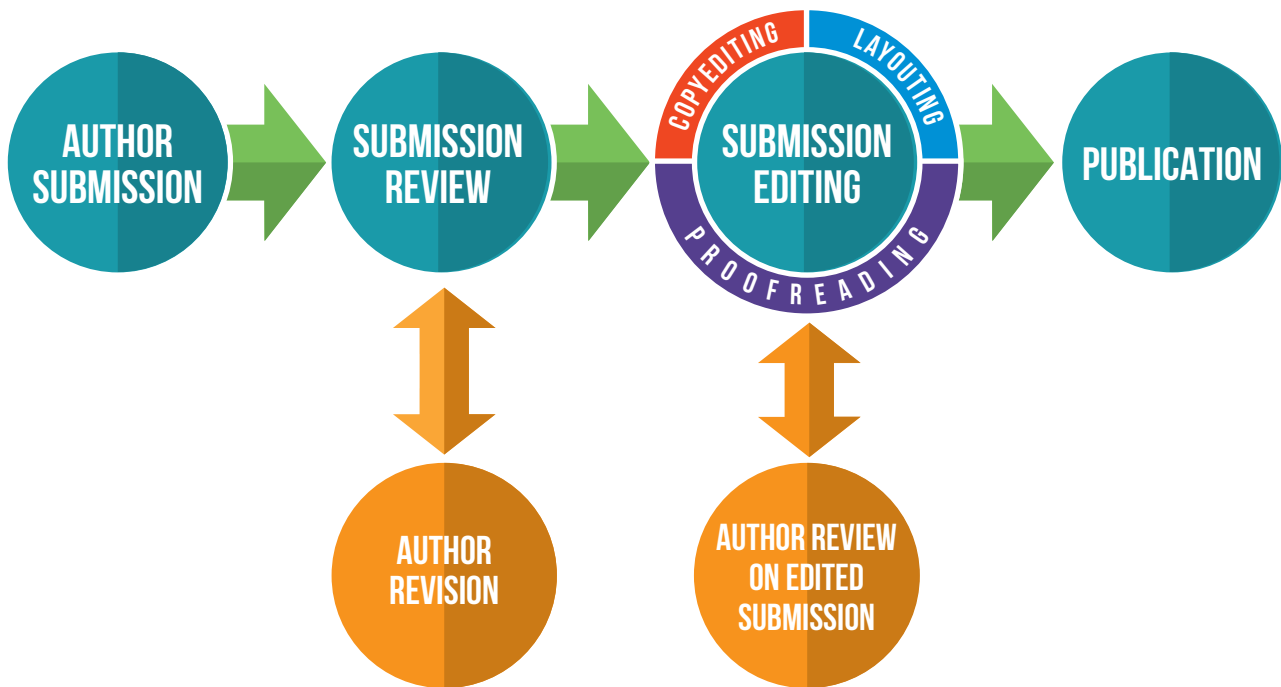 AUTHOR
SUBMISSION
SUBMISSION
REVIEW
COPYEDITING
LAYOUTING
SUBMISSION
EDITING
PROOFREADING
PUBLICATION
AUTHOR
REVISION
AUTHOR REVIEW
ON EDITED
SUBMISSION